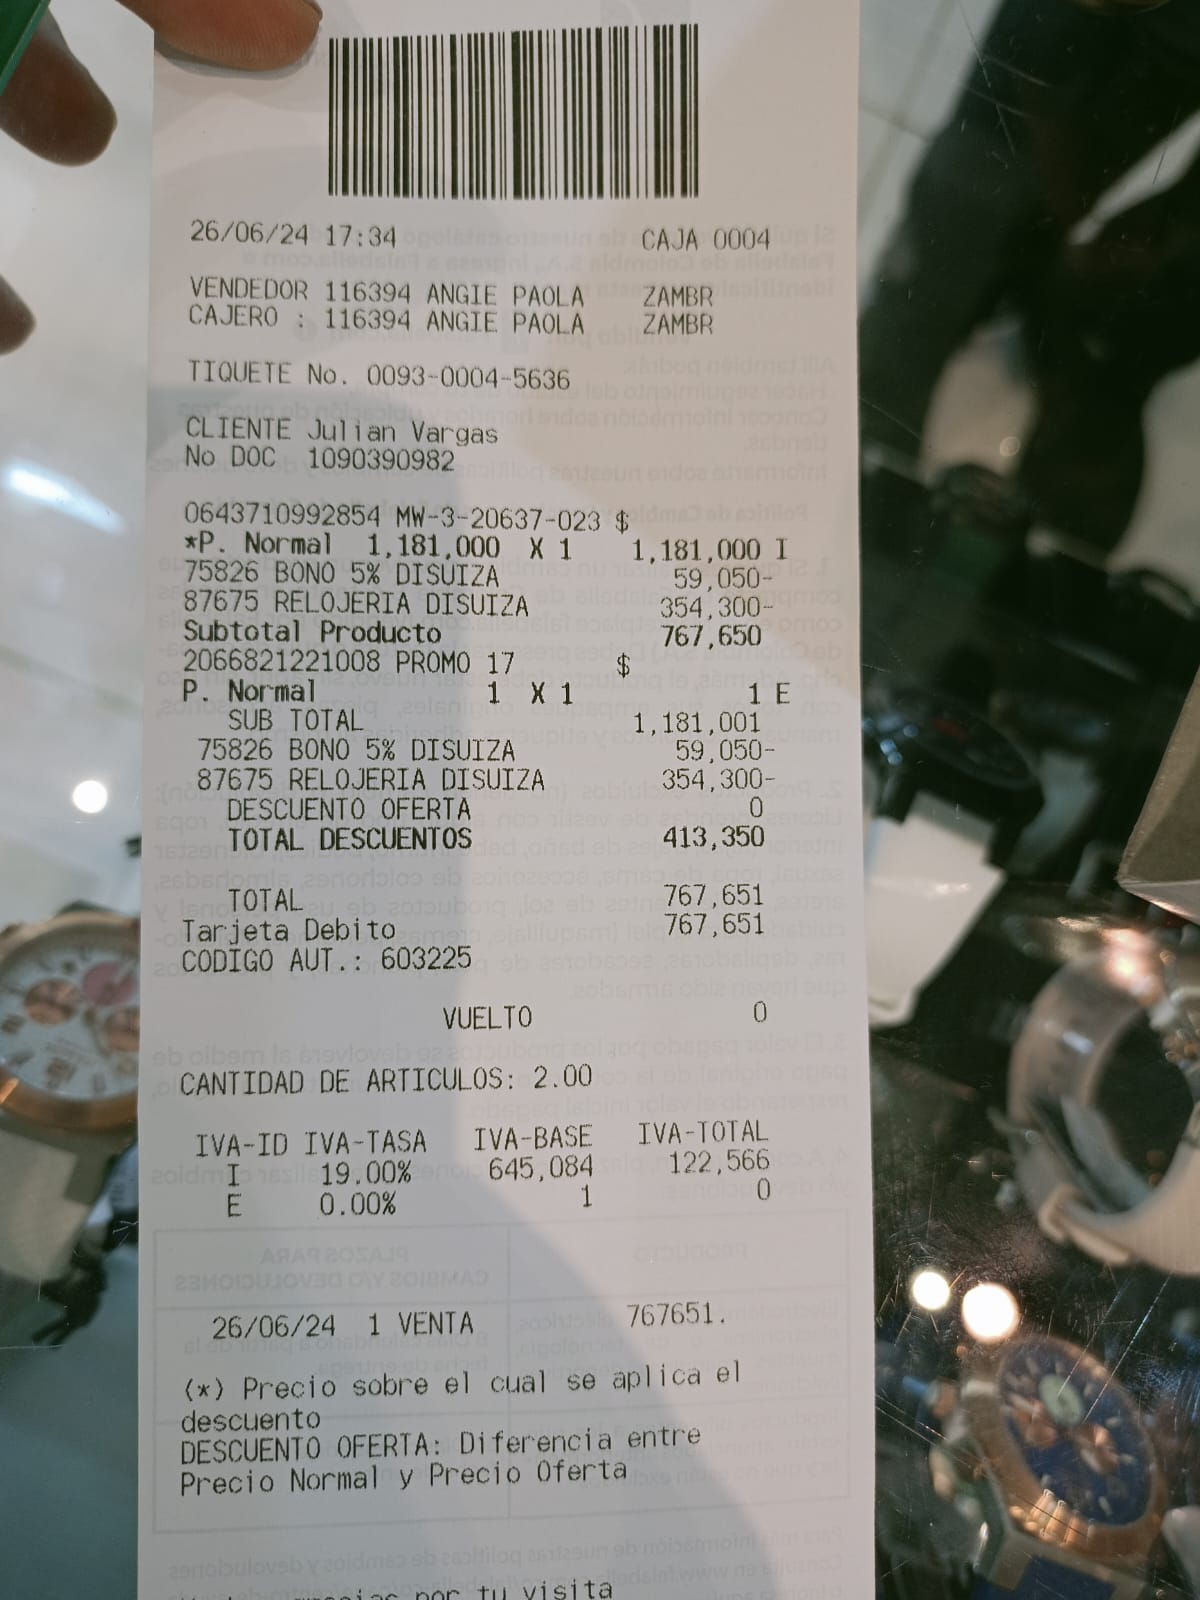 26/06/24 17:34 CAJA 0004
VENDEDOR 116394 ANGIE PAOLA ZAMBR
CAJERO : 116394 ANGIE PAOLA ZAMBR
TIQUETE No. 0093-0004-5636
CLIENTE Julian Vargas
No DOC 1090390982
0643710992854 MW-3-20637-023 $
*P. Normal 1,181,000 X 1 1,181,000 I
75826 BONO 5% DISUIZA 59,050-
87675 RELOJERIA DISUIZA 354,300-
Subtotal Producto 767,650
2066821221008 PROMO 17 $
P. Normal 1 X 1 1 E
SUB TOTAL 1,181,001
75826 BONO 5% DISUIZA 59,050-
87675 RELOJERIA DISUIZA 354,300-
DESCUENTO OFERTA 0
TOTAL DESCUENTOS 413,350
TOTAL 767,651
Tarjeta Debito 767,651
CODIGO AUT.: 603225
VUELTO 0
CANTIDAD DE ARTICULOS: 2.00
IVA-ID IVA-TASA IVA-BASE IVA-TOTAL
I 19.00% 645,084 122,566
E 0.00% 1 0
26/06/24 1 VENTA 767651.
(*) Precio sobre el cual se aplica el
descuento
DESCUENTO OFERTA: Diferencia entre
Precio Normal y Precio Oferta
por tu visita